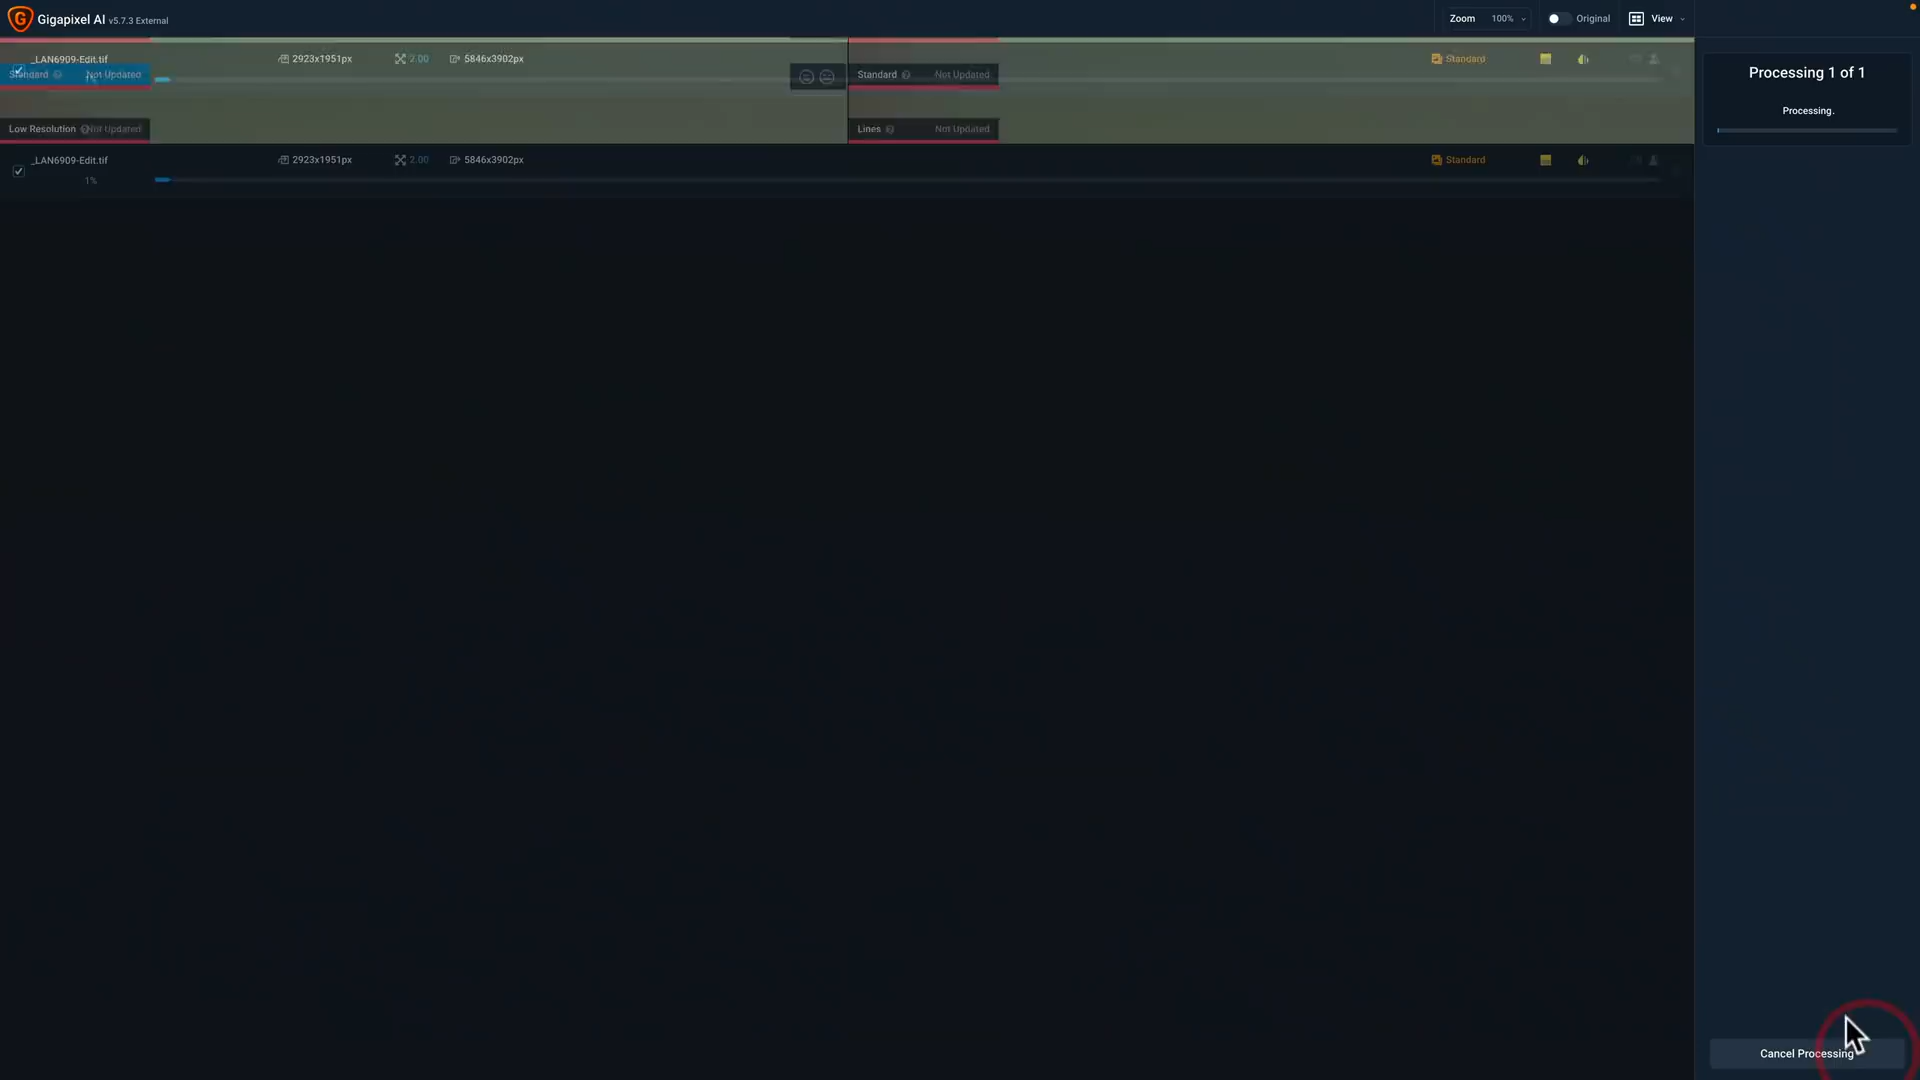 Gigapixel AI v5.7.3 External
Zoom 100% Original View
_LAN6909-Edit.tif 2923x1951px 2.00 5846x3902px Standard
Standard Not Updated Standard Not Updated
Low Resolution Not Updated Lines Not Updated
_LAN6909-Edit.tif 2923x1951px 2.00 5846x3902px Standard
1%
Processing 1 of 1
Processing.
Cancel Processing